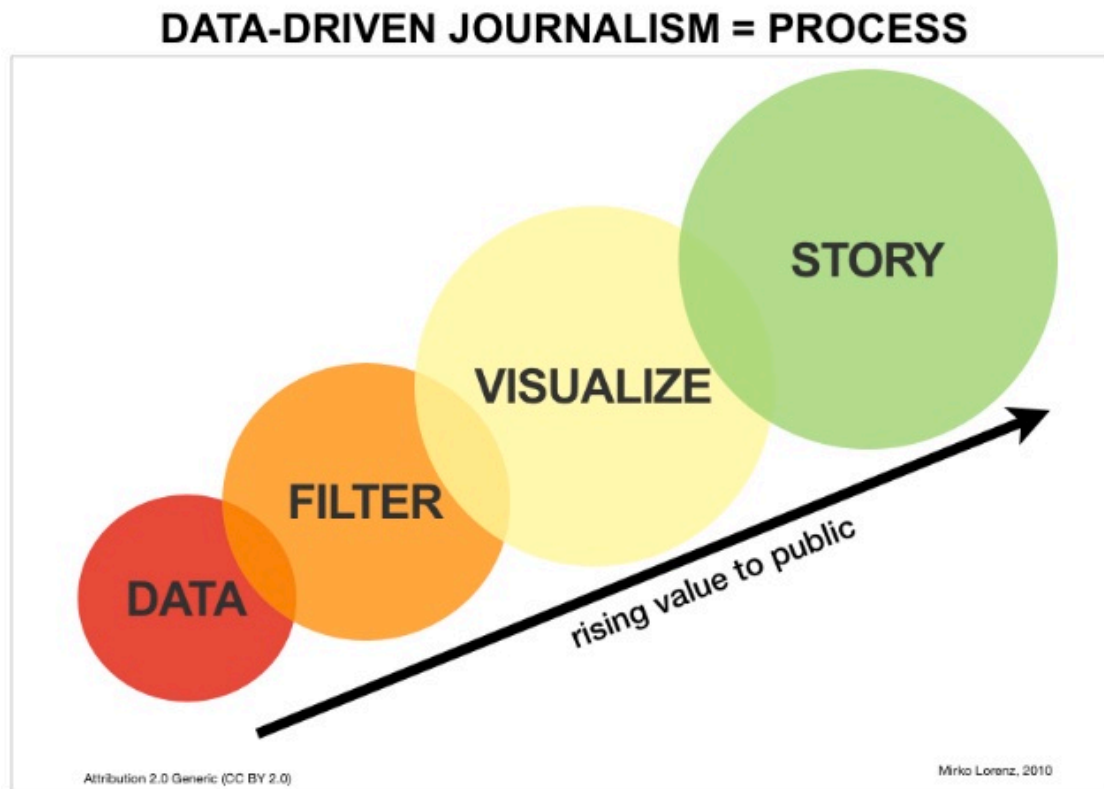 DATA-DRIVEN JOURNALISM = PROCESS
STORY
VISUALIZE
FILTER
DATA
rising value to public
Attribution 2.0 Generic (CC BY 2.0)
Mirko Lorenz, 2010